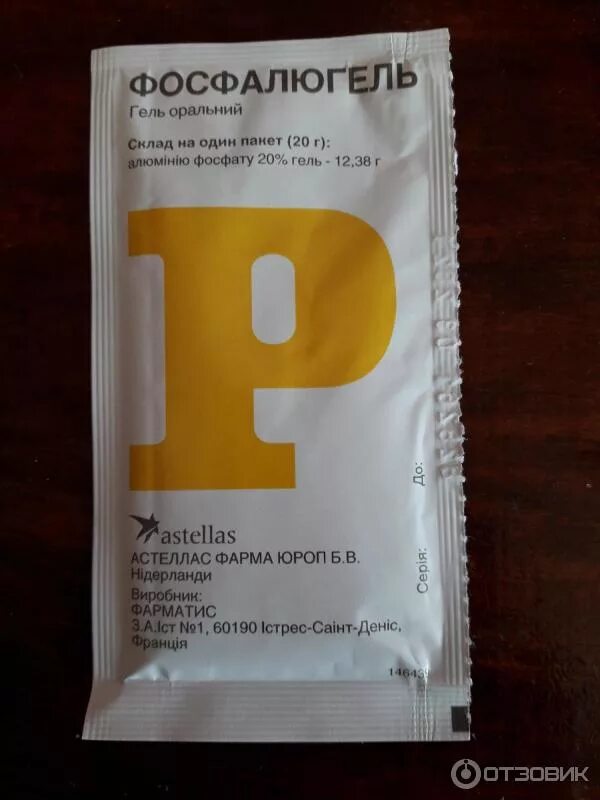 ФОСФАЛЮГЕЛЬ
Гель оральний
Склад на один пакет (20 г):
алюмінію фосфату 20% гель - 12,38 г
P
astellas
АСТЕЛЛАС ФАРМА ЮРОП Б.В.
Нідерланди
Виробник:
ФАРМАТИС
З.А.Іст №1, 60190 Істрес-Саінт-Деніс,
Франція
Серія:
До:
ОТЗОВИК